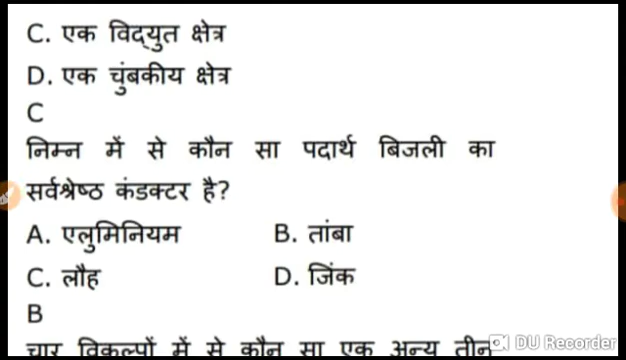 C. एक विद्युत क्षेत्र
D. एक चुंबकीय क्षेत्र
C
निम्न में से कौन सा पदार्थ बिजली का
सर्वश्रेष्ठ कंडक्टर है?
A. एलुमिनियम B. तांबा
C. लौह D. जिंक
B
चार विकल्पों में से कौन सा एक अन्य तीन
DU Recorder